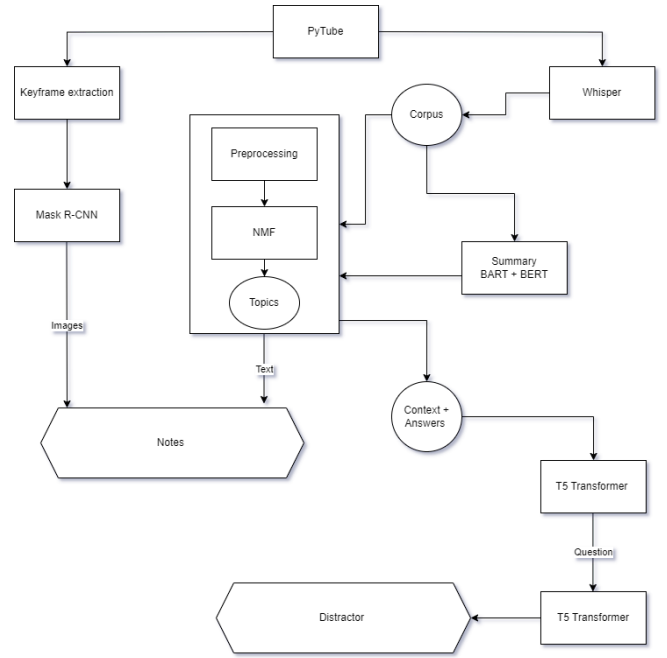 PyTube
Keyframe extraction
Whisper
Corpus
Preprocessing
Mask R-CNN
NMF
Summary
BART + BERT
Topics
Images
Text
Context +
Answers
Notes
T5 Transformer
Question
Distractor
T5 Transformer